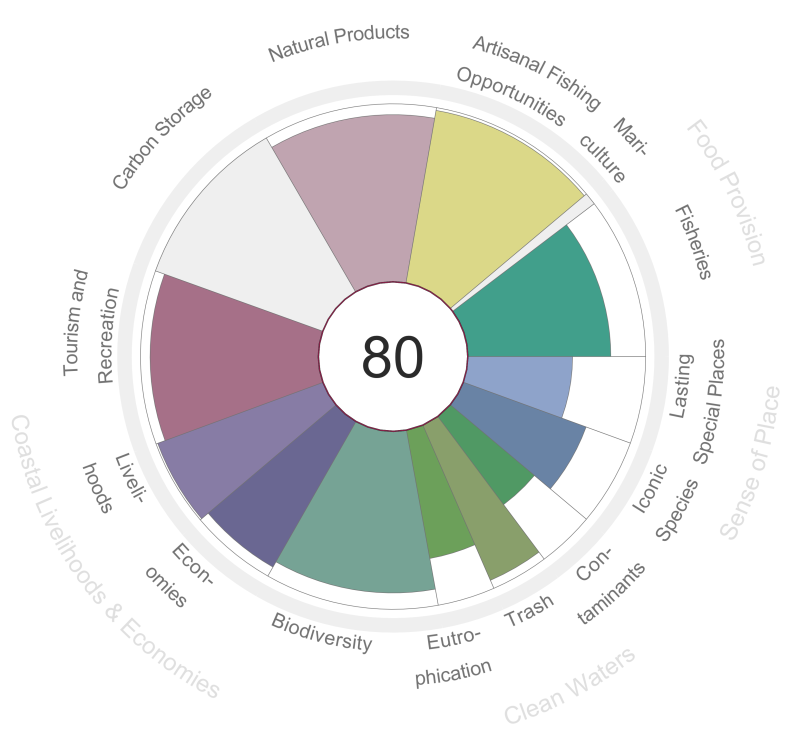 Natural Products
Artisanal Fishing
Opportunities
Mari-
culture
Food Provision
Fisheries
Lasting
Special Places
Sense of Place
Iconic
Species
Con-
taminants
Trash
Clean Waters
Eutro-
phication
Biodiversity
Econ-
omies
Liveli-
hoods
Coastal Livelihoods & Economies
Tourism and
Recreation
Carbon Storage
80